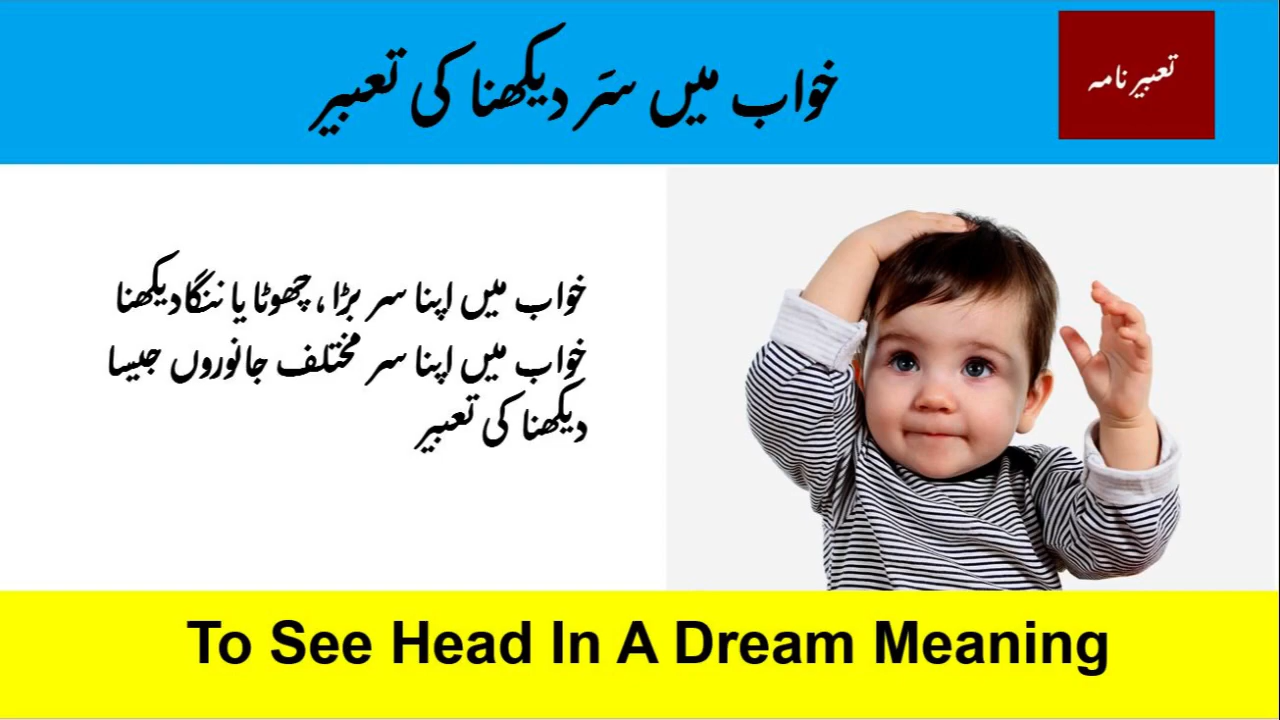 تعبیر نامہ
خواب میں سَر دیکھنا کی تعبیر
خواب میں اپنا سر بڑا ، چھوٹا یا ننگا دیکھنا
خواب میں اپنا سر مختلف جانوروں جیسا
دیکھنا کی تعبیر
To See Head In A Dream Meaning